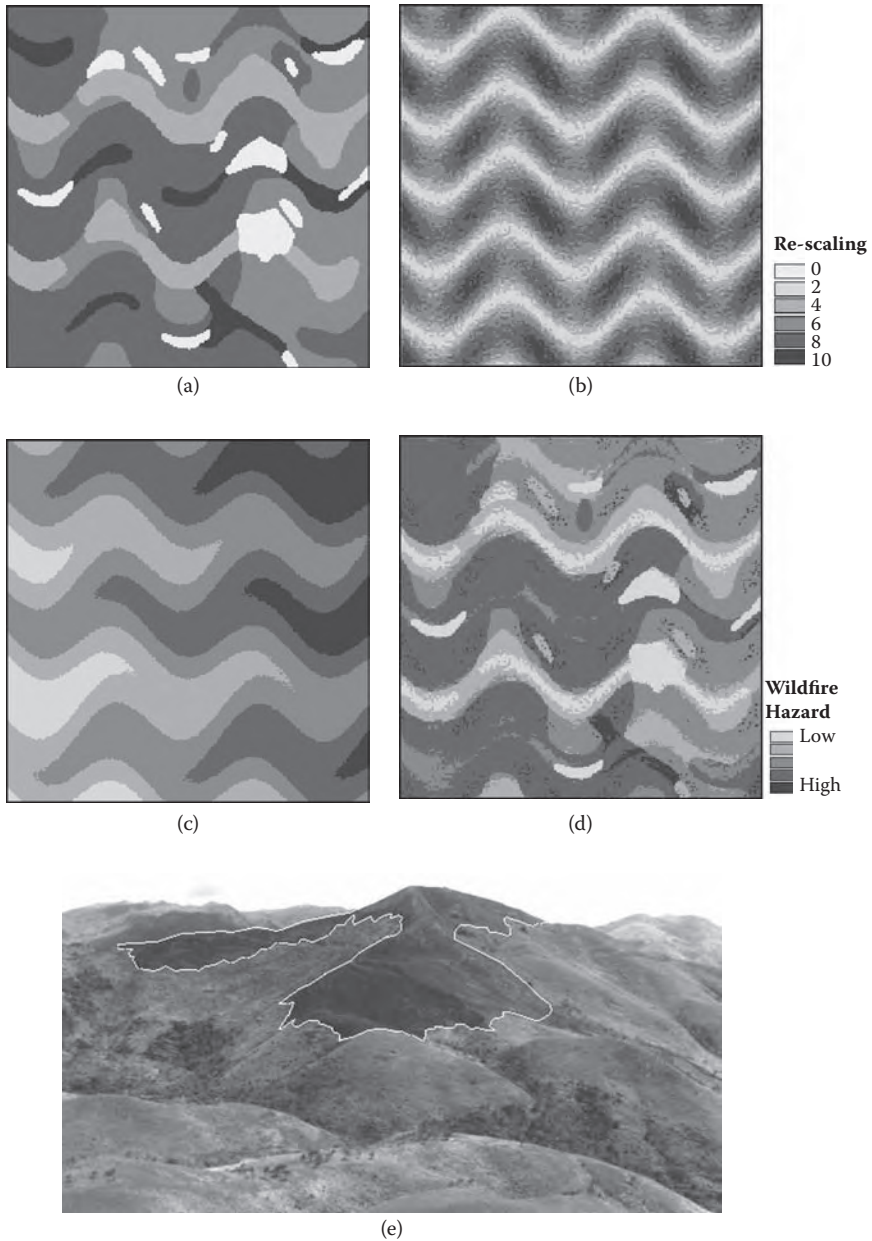 (a)
(b)
Re-scaling
0
2
4
6
8
10
(c)
(d)
Wildfire
Hazard
Low
High
(e)